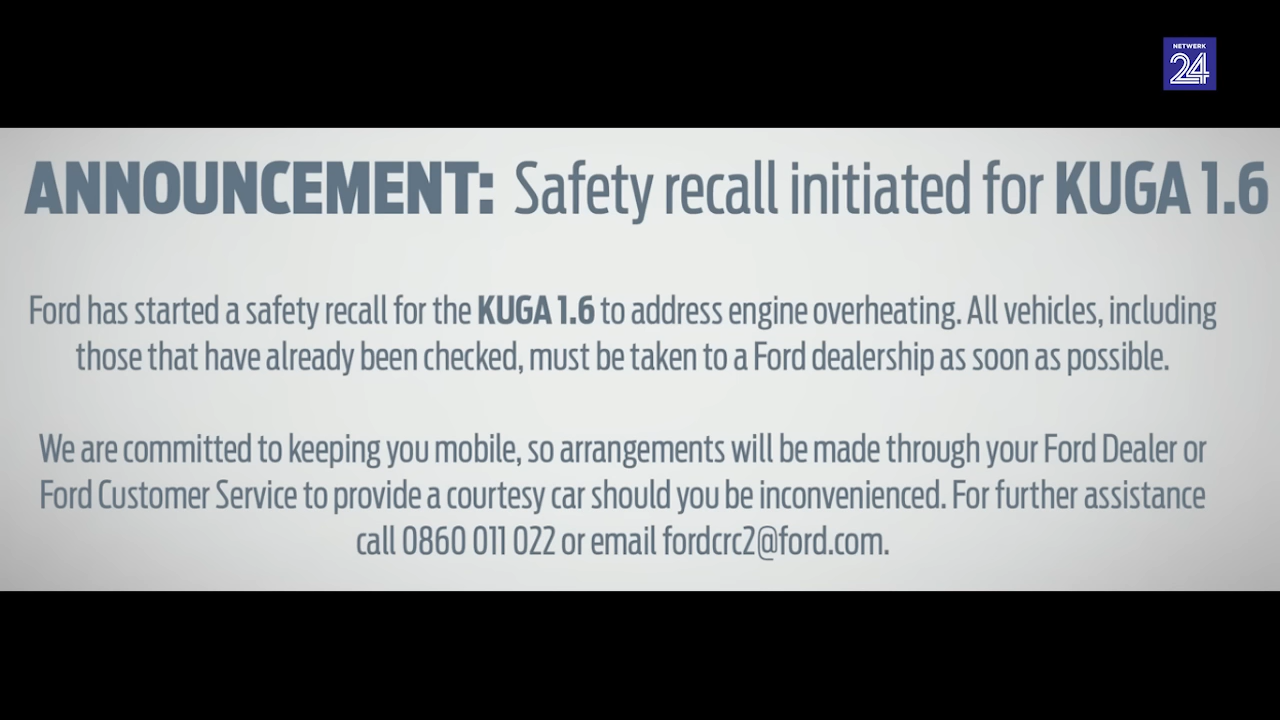 NETWERK
24
ANNOUNCEMENT: Safety recall initiated for KUGA 1.6
Ford has started a safety recall for the KUGA 1.6 to address engine overheating. All vehicles, including
those that have already been checked, must be taken to a Ford dealership as soon as possible.
We are committed to keeping you mobile, so arrangements will be made through your Ford Dealer or
Ford Customer Service to provide a courtesy car should you be inconvenienced. For further assistance
call 0860 011 022 or email fordcrc2@ford.com.